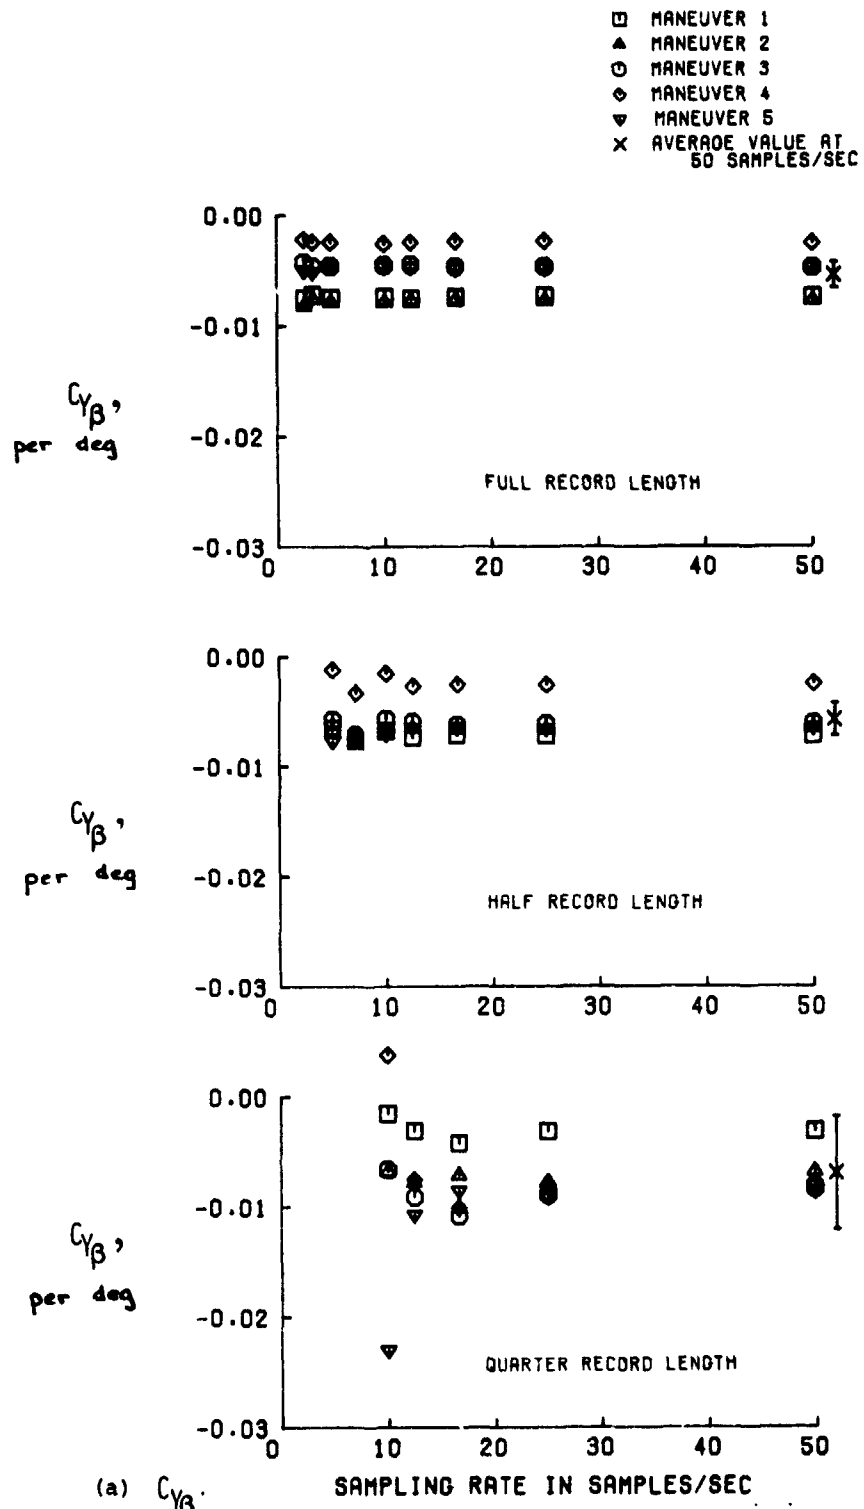 MANEUVER 1
MANEUVER 2
MANEUVER 3
MANEUVER 4
MANEUVER 5
AVERAGE VALUE AT
50 SAMPLES/SEC
0.00
-0.01
-0.02
-0.03
CYβ,
per deg
FULL RECORD LENGTH
0 10 20 30 40 50
0.00
-0.01
-0.02
-0.03
CYβ,
per deg
HALF RECORD LENGTH
0 10 20 30 40 50
0.00
-0.01
-0.02
-0.03
CYβ,
per deg
QUARTER RECORD LENGTH
0 10 20 30 40 50
(a) CYβ.
SAMPLING RATE IN SAMPLES/SEC